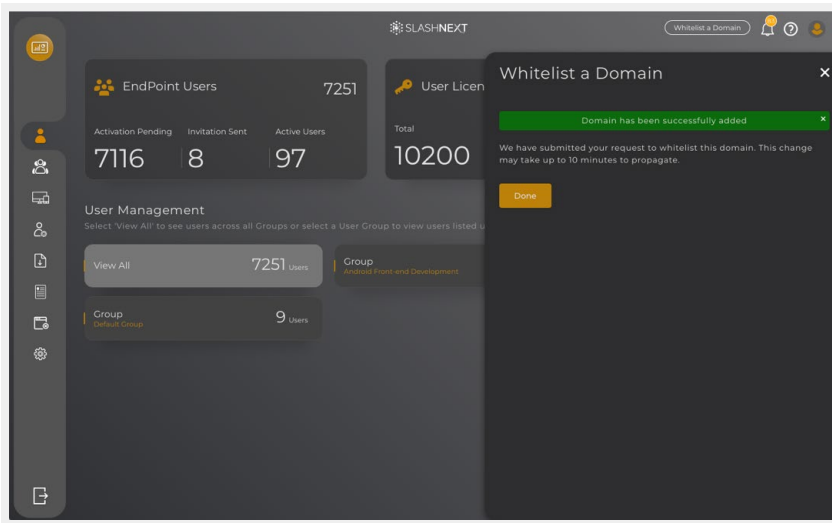 SLASHNEXT
Whitelist a Domain
EndPoint Users
7251
Activation Pending
Invitation Sent
Active Users
7116
8
97
User Licen
Total
10200
User Management
Select 'View All' to see users across all Groups or select a User Group to view users listed u
View All
7251 Users
Group
Android Front-end Development
Group
Default Group
9 Users
Whitelist a Domain
×
Domain has been successfully added
×
We have submitted your request to whitelist this domain. This change
may take up to 10 minutes to propagate.
Done